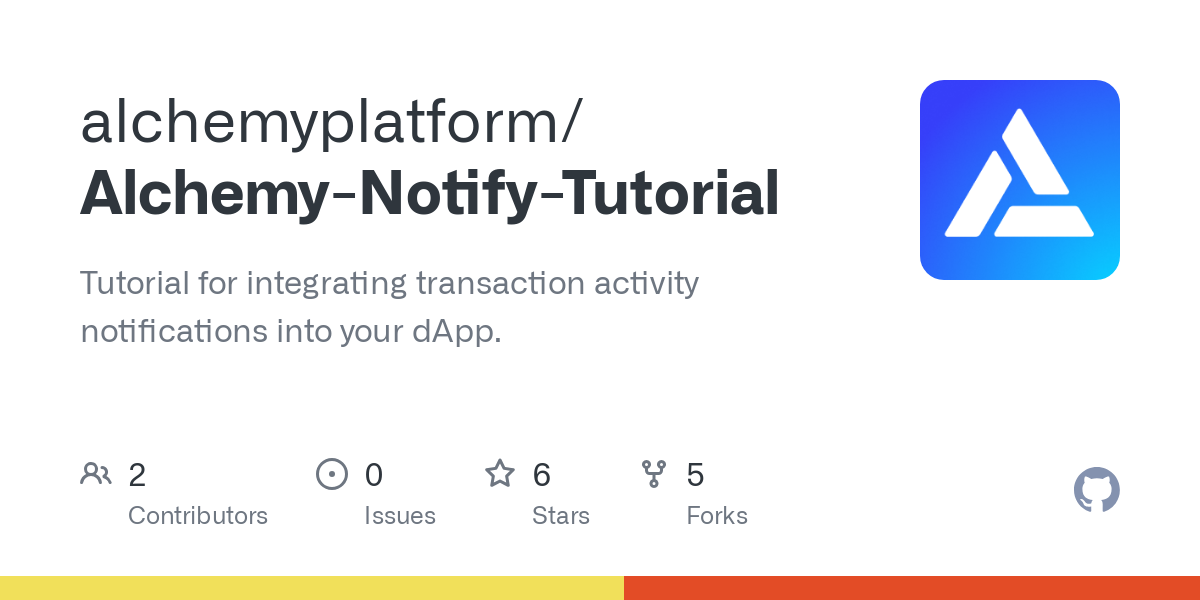 alchemyplatform/
Alchemy-Notify-Tutorial
Tutorial for integrating transaction activity
notifications into your dApp.
2
Contributors
0
Issues
6
Stars
5
Forks